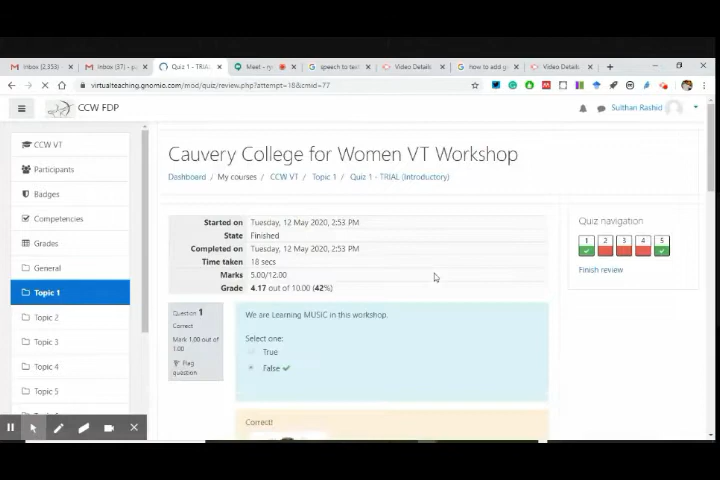 Inbox (2,353)
Inbox (37) - p
Quiz 1 - TRIAL
Meet -
speech to text
Video Details
how to add g
Video Details
virtualteaching.gnomio.com/mod/quiz/review.php?attempt=18&cmid=77
CCW FDP
Sulthan Rashid
CCW VT
Participants
Badges
Competencies
Grades
General
Topic 1
Topic 2
Topic 3
Topic 4
Topic 5
Cauvery College for Women VT Workshop
Dashboard / My courses / CCW VT / Topic 1 / Quiz 1 - TRIAL (Introductory)
Started on Tuesday, 12 May 2020, 2:53 PM
State Finished
Completed on Tuesday, 12 May 2020, 2:53 PM
Time taken 18 secs
Marks 5.00/12.00
Grade 4.17 out of 10.00 (42%)
Question 1
Correct
Mark 1.00 out of
1.00
Flag
question
We are Learning MUSIC in this workshop.
Select one:
True
False
Correct!
Quiz navigation
1 2 3 4 5
Finish review